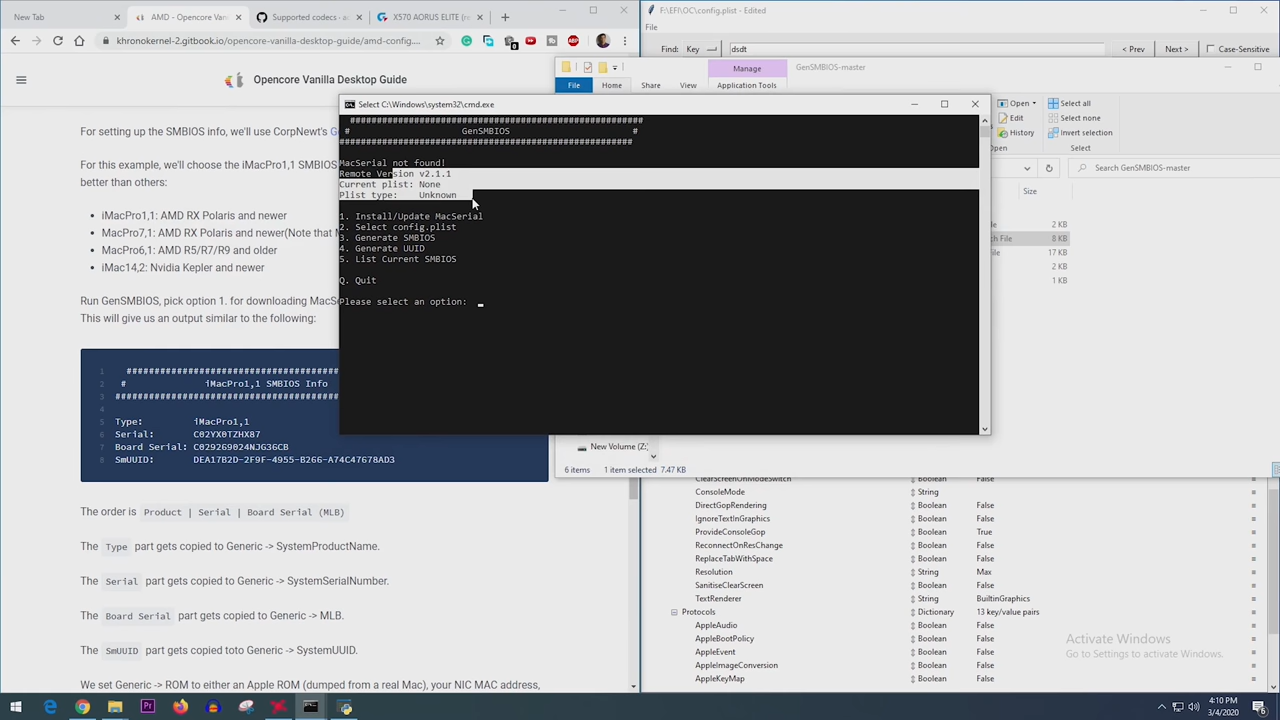 New Tab
AMD - Opencore Van
Supported codecs - a
X570 AORUS ELITE (re
khronokernel-2.gitbook.io/opencore-vanilla-desktop-guide/amd-config.
Opencore Vanilla Desktop Guide
For setting up the SMBIOS info, we'll use CorpNewt's G
For this example, we'll choose the iMacPro1,1 SMBIOS
better than others:
iMacPro1,1: AMD RX Polaris and newer
MacPro7,1: AMD RX Polaris and newer(Note that M
MacPro6,1: AMD R5/R7/R9 and older
iMac14,2: Nvidia Kepler and newer
Run GenSMBIOS, pick option 1. for downloading MacS
This will give us an output similar to the following:
1 #######################################
2 # iMacPro1,1 SMBIOS Info
3 #########################################
4
5 Type: iMacPro1,1
6 Serial: C02YX0TZHX87
7 Board Serial: C029269024NJG36CB
8 SmUUID: DEA17B2D-2F9F-4955-B266-A74C47678AD3
The order is Product | Serial | Board Serial (MLB)
The Type part gets copied to Generic -> SystemProductName.
The Serial part gets copied to Generic -> SystemSerialNumber.
The Board Serial part gets copied to Generic -> MLB.
The SmUUID part gets copied toto Generic -> SystemUUID.
We set Generic -> ROM to either an Apple ROM (dumped from a real Mac), your NIC MAC address,
F:\EFI\OC\config.plist - Edited
File
Find: Key dsdt < Prev Next > Case-Sensitive
Manage GenSMBIOS-master
File Home Share View Application Tools
Open Select all
Edit Select none
History Invert selection
Open Select
Search GenSMBIOS-master
Size
2 KB
ch File 8 KB
ile 17 KB
2 KB
1 KB
New Volume (Z:)
6 items 1 item selected 7.47 KB
Select C:\Windows\system32\cmd.exe
#######################################################
# GenSMBIOS #
#######################################################
MacSerial not found!
Remote Version v2.1.1
Current plist: None
Plist type: Unknown
1. Install/Update MacSerial
2. Select config.plist
3. Generate SMBIOS
4. Generate UUID
5. List Current SMBIOS
Q. Quit
Please select an option: _
ClearScreenOnModeSwitch Boolean False
ConsoleMode String
DirectGopRendering Boolean False
IgnoreTextInGraphics Boolean False
ProvideConsoleGop Boolean True
ReconnectOnResChange Boolean False
ReplaceTabWithSpace Boolean False
Resolution String Max
SanitiseClearScreen Boolean False
TextRenderer String BuiltinGraphics
Protocols Dictionary 13 key/value pairs
AppleAudio Boolean False
AppleBootPolicy Boolean False
AppleEvent Boolean False
AppleImageConversion Boolean False
AppleKeyMap Boolean False
Activate Windows
Go to Settings to activate Windows.
4:10 PM
3/4/2020
6